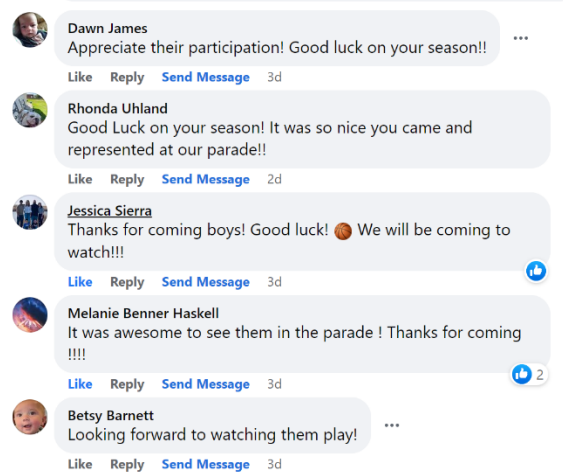 Dawn James
Appreciate their participation! Good luck on your season!!
Like Reply Send Message 3d
Rhonda Uhland
Good Luck on your season! It was so nice you came and
represented at our parade!!
Like Reply Send Message 2d
Jessica Sierra
Thanks for coming boys! Good luck! 🏀 We will be coming to
watch!!!
Like Reply Send Message 3d
Melanie Benner Haskell
It was awesome to see them in the parade ! Thanks for coming
!!!!
2
Like Reply Send Message 3d
Betsy Barnett
Looking forward to watching them play!
Like Reply Send Message 3d